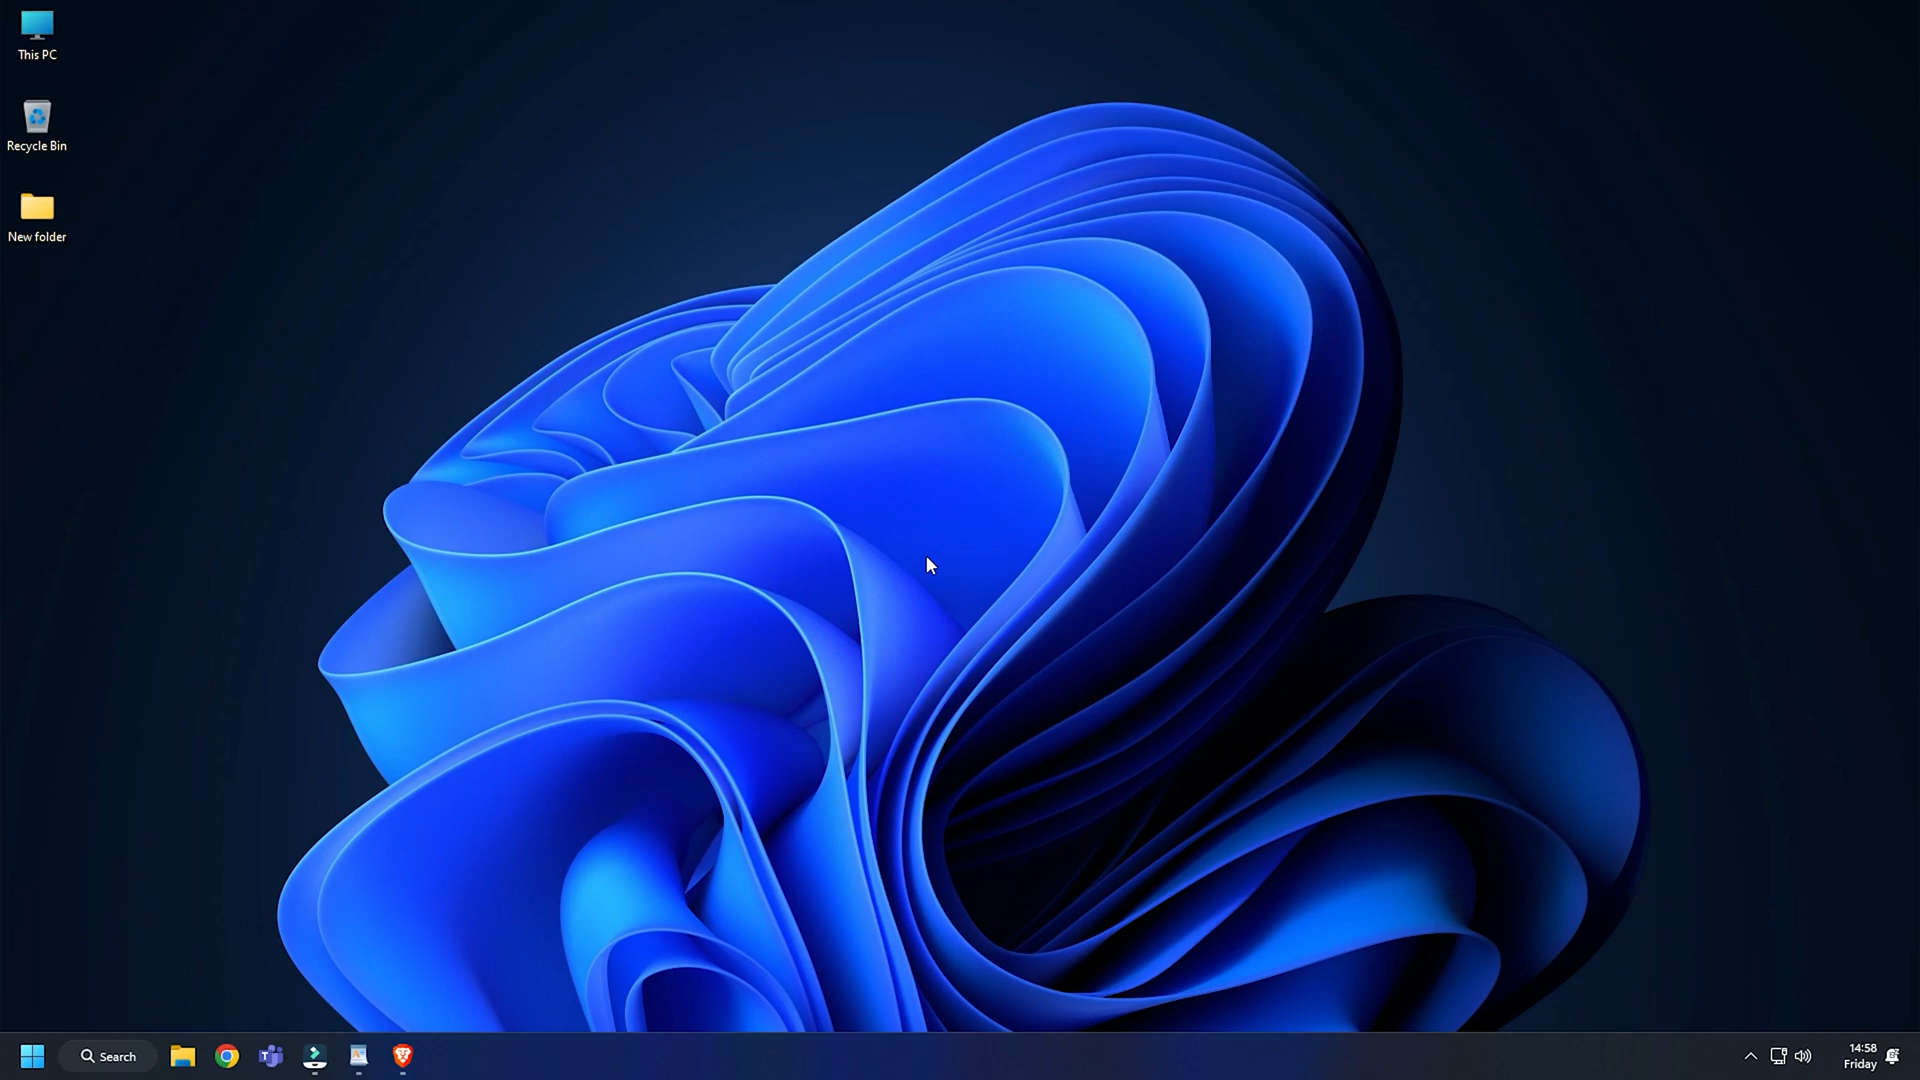 This PC
Recycle Bin
New folder
Search
14:58
Friday